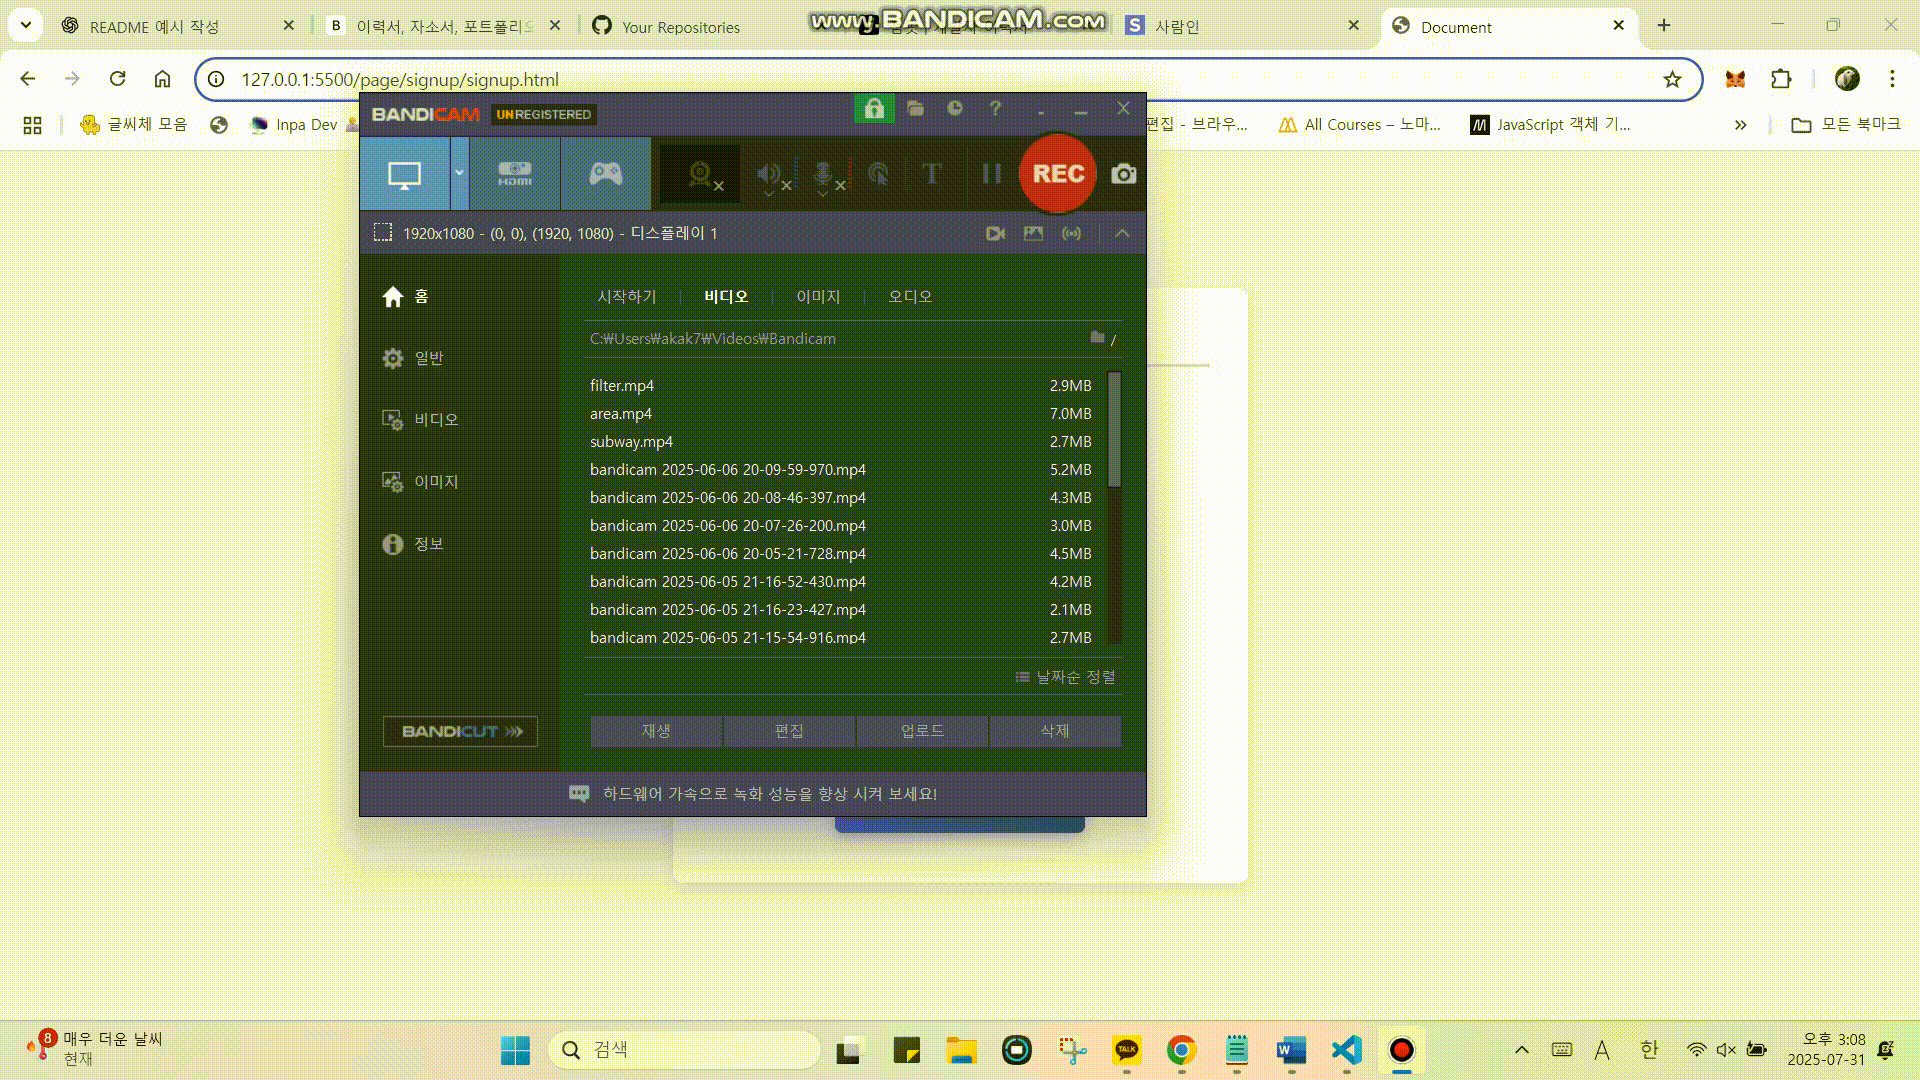 README 예시 작성
이력서, 자소서, 포트폴리오
Your Repositories
www.BANDICAM.com
사람인
Document
127.0.0.1:5500/page/signup/signup.html
글씨체 모음
Inpa Dev
편집 - 브라우...
All Courses – 노마...
JavaScript 객체 기...
모든 북마크
BANDICAM UNREGISTERED
HDMI
REC
1920x1080 - (0, 0), (1920, 1080) - 디스플레이 1
홈
일반
비디오
이미지
정보
BANDICUT
시작하기
비디오
이미지
오디오
C:\Users\akak7\Videos\Bandicam
filter.mp4 2.9MB
area.mp4 7.0MB
subway.mp4 2.7MB
bandicam 2025-06-06 20-09-59-970.mp4 5.2MB
bandicam 2025-06-06 20-08-46-397.mp4 4.3MB
bandicam 2025-06-06 20-07-26-200.mp4 3.0MB
bandicam 2025-06-06 20-05-21-728.mp4 4.5MB
bandicam 2025-06-05 21-16-52-430.mp4 4.2MB
bandicam 2025-06-05 21-16-23-427.mp4 2.1MB
bandicam 2025-06-05 21-15-54-916.mp4 2.7MB
날짜순 정렬
재생
편집
업로드
삭제
하드웨어 가속으로 녹화 성능을 향상 시켜 보세요!
8
매우 더운 날씨
현재
검색
TALK
A
한
오후 3:08
2025-07-31